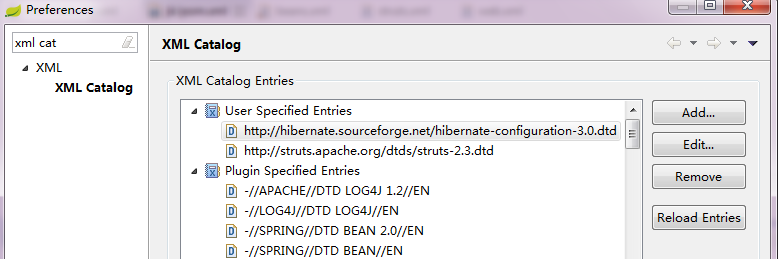 Preferences
xml cat
XML
XML Catalog
XML Catalog
XML Catalog Entries
User Specified Entries
http://hibernate.sourceforge.net/hibernate-configuration-3.0.dtd
http://struts.apache.org/dtds/struts-2.3.dtd
Plugin Specified Entries
-//APACHE//DTD LOG4J 1.2//EN
-//LOG4J//DTD LOG4J//EN
-//SPRING//DTD BEAN 2.0//EN
-//SPRING//DTD BEAN//EN
Add...
Edit...
Remove
Reload Entries